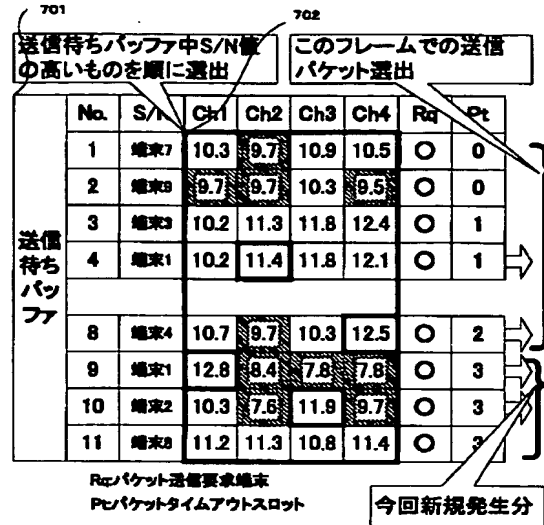 701
702
送信待ちバッファ中S/N値
の高いものを順に選出
このフレームでの送信
パケット選出
No. S/N Ch1 Ch2 Ch3 Ch4 Rq Pt
1 端末7 10.3 9.7 10.9 10.5 ○ 0
2 端末9 9.7 9.7 10.3 9.5 ○ 0
3 端末3 10.2 11.3 11.8 12.4 ○ 1
4 端末1 10.2 11.4 11.8 12.1 ○ 1
8 端末4 10.7 9.7 10.3 12.5 ○ 2
9 端末1 12.8 8.4 7.8 7.8 ○ 3
10 端末2 10.3 7.6 11.9 9.7 ○ 3
11 端末8 11.2 11.3 10.8 11.4 ○ 3
送信
待ち
バッ
ファ
Rq:パケット送信要求端末
Pt:パケットタイムアウトスロット
今回新規発生分